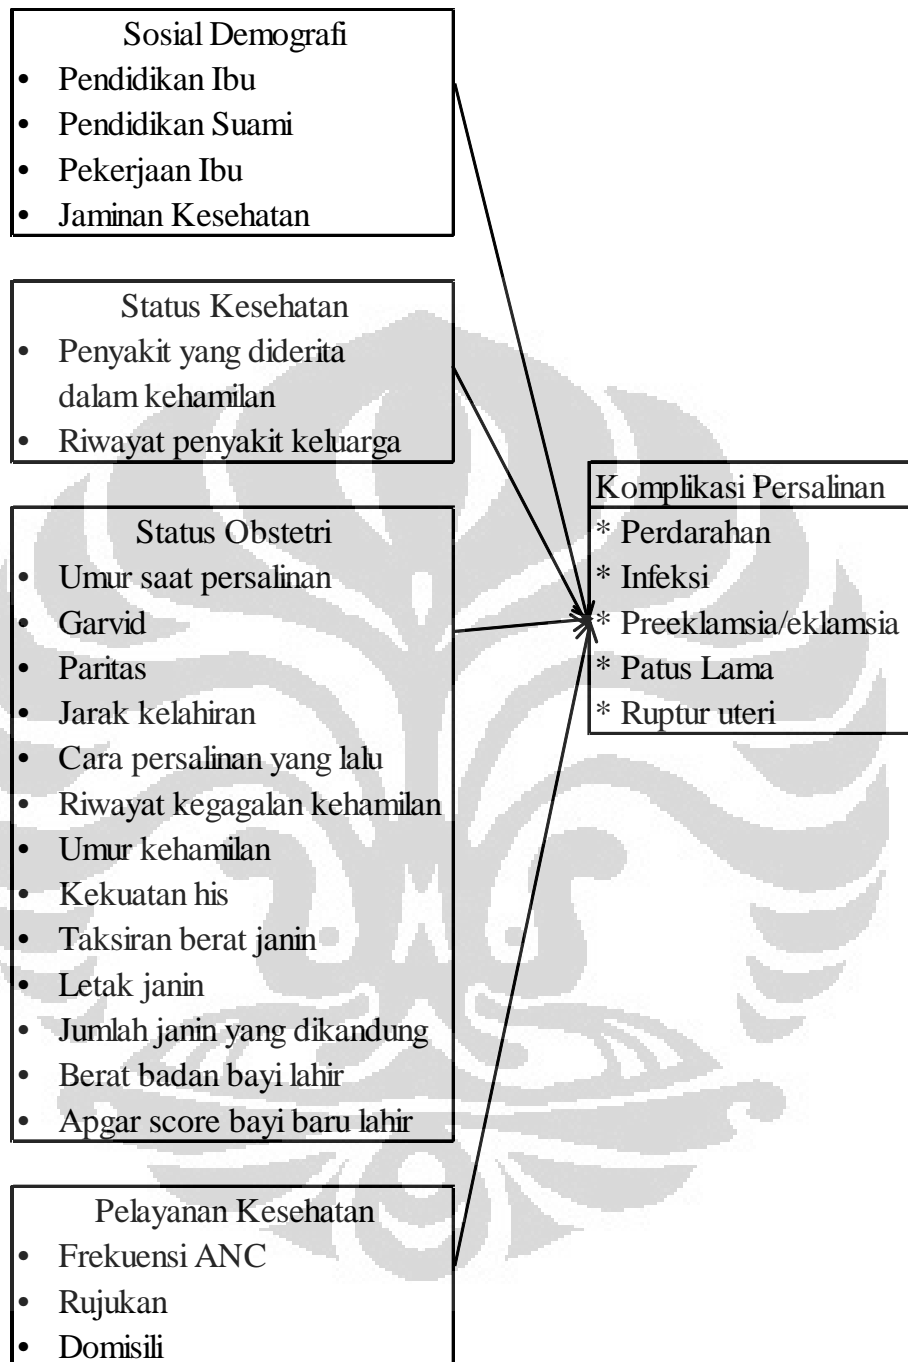 Sosial Demografi
• Pendidikan Ibu
• Pendidikan Suami
• Pekerjaan Ibu
• Jaminan Kesehatan
Status Kesehatan
• Penyakit yang diderita
dalam kehamilan
• Riwayat penyakit keluarga
Status Obstetri
• Umur saat persalinan
• Garvid
• Paritas
• Jarak kelahiran
• Cara persalinan yang lalu
• Riwayat kegagalan kehamilan
• Umur kehamilan
• Kekuatan his
• Taksiran berat janin
• Letak janin
• Jumlah janin yang dikandung
• Berat badan bayi lahir
• Apgar score bayi baru lahir
Pelayanan Kesehatan
• Frekuensi ANC
• Rujukan
• Domisili
Komplikasi Persalinan
* Perdarahan
* Infeksi
* Preeklamsia/eklamsia
* Patus Lama
* Ruptur uteri